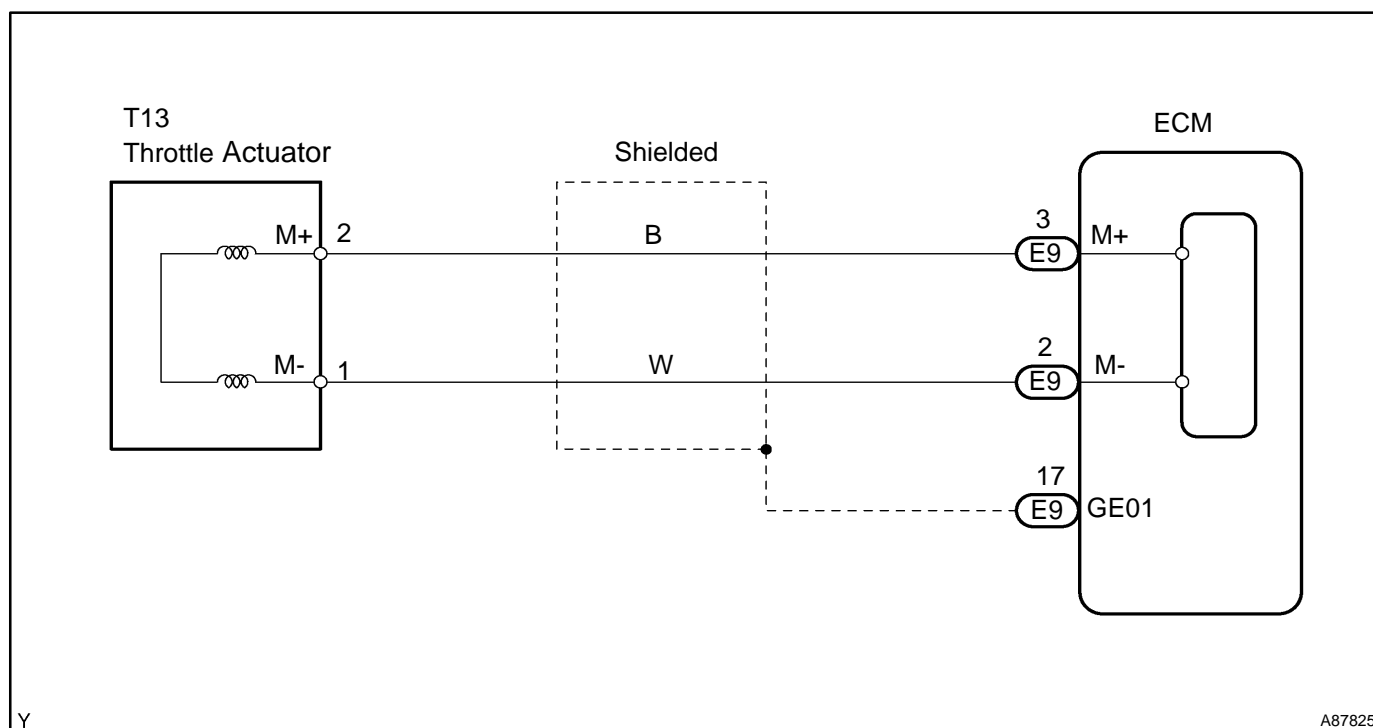 T13
Throttle Actuator
Shielded
ECM
M+ 2
B
3
E9
M+
M- 1
W
2
E9
M-
17
E9
GE01
Y
A87825